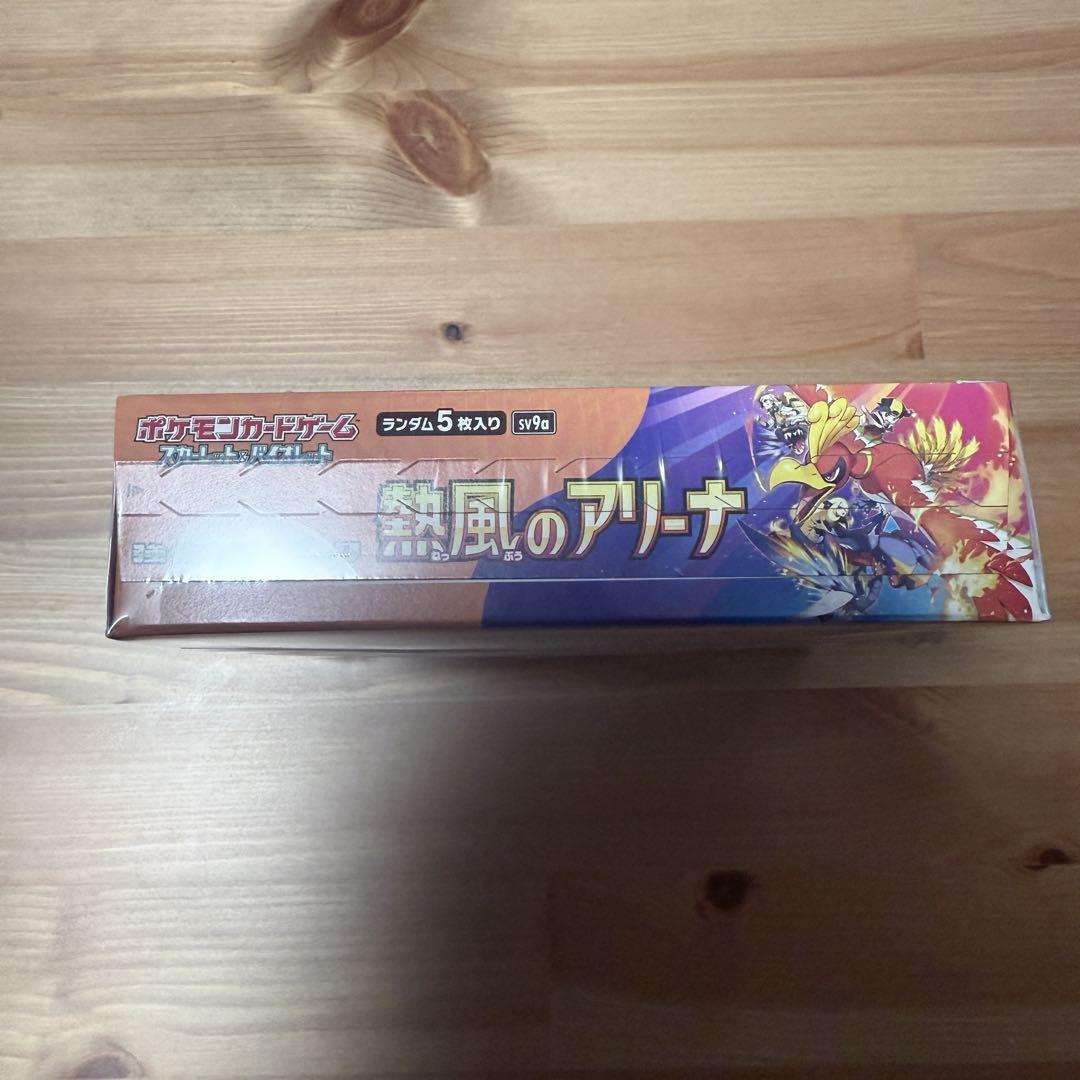 ポケモンカードゲーム
スカーレット&バイオレット
ランダム5枚入り
sv9a
熱風のアリーナ
ねっ ぷう